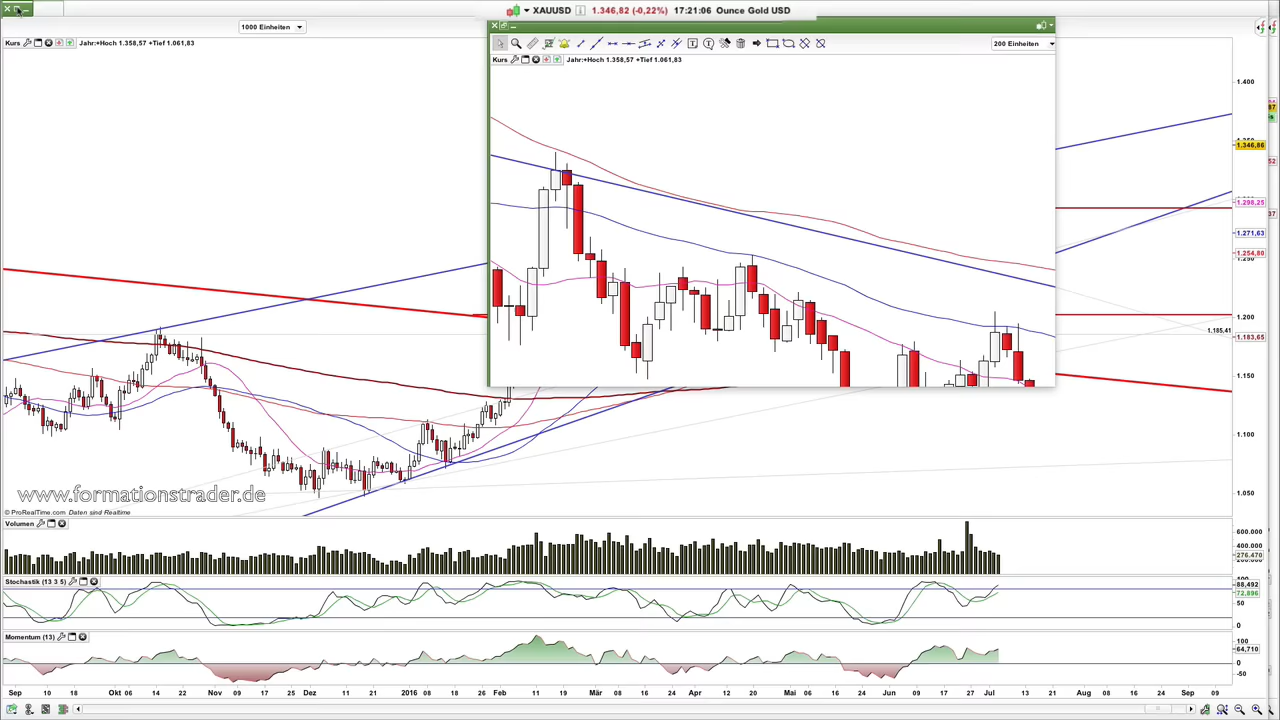 XAUUSD 1.346,82 (-0,22%) 17:21:06 Ounce Gold USD
1000 Einheiten
200 Einheiten
Kurs Jahr:+Hoch 1.358,57 +Tief 1.061,83
Kurs Jahr:+Hoch 1.358,57 +Tief 1.061,83
1.400
1.346,86
1.298,25
1.271,63
1.254,80
1.200
1.185,41
1.183,65
1.150
1.100
1.050
www.formationstrader.de
© ProRealTime.com Daten sind Realtime
Volumen
600.000
400.000
276.470
Stochastik (13 3 5)
88,492
72,896
50
0
Momentum (13)
100
64,710
0
-50
Sep 10 18 Okt 06 14 22 Nov 09 17 25 Dez 11 21 2016 08 18 26 Feb 11 19 Mär 08 16 24 Apr 12 20 Mai 08 16 24 Jun 09 17 27 Jul 13 21 Aug 08 16 24 Sep 09